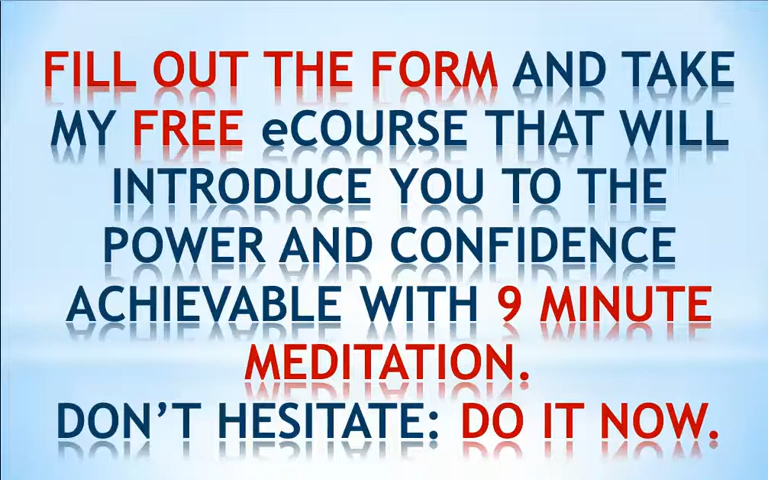 FILL OUT THE FORM AND TAKE
MY FREE eCOURSE THAT WILL
INTRODUCE YOU TO THE
POWER AND CONFIDENCE
ACHIEVABLE WITH 9 MINUTE
MEDITATION.
DON’T HESITATE: DO IT NOW.